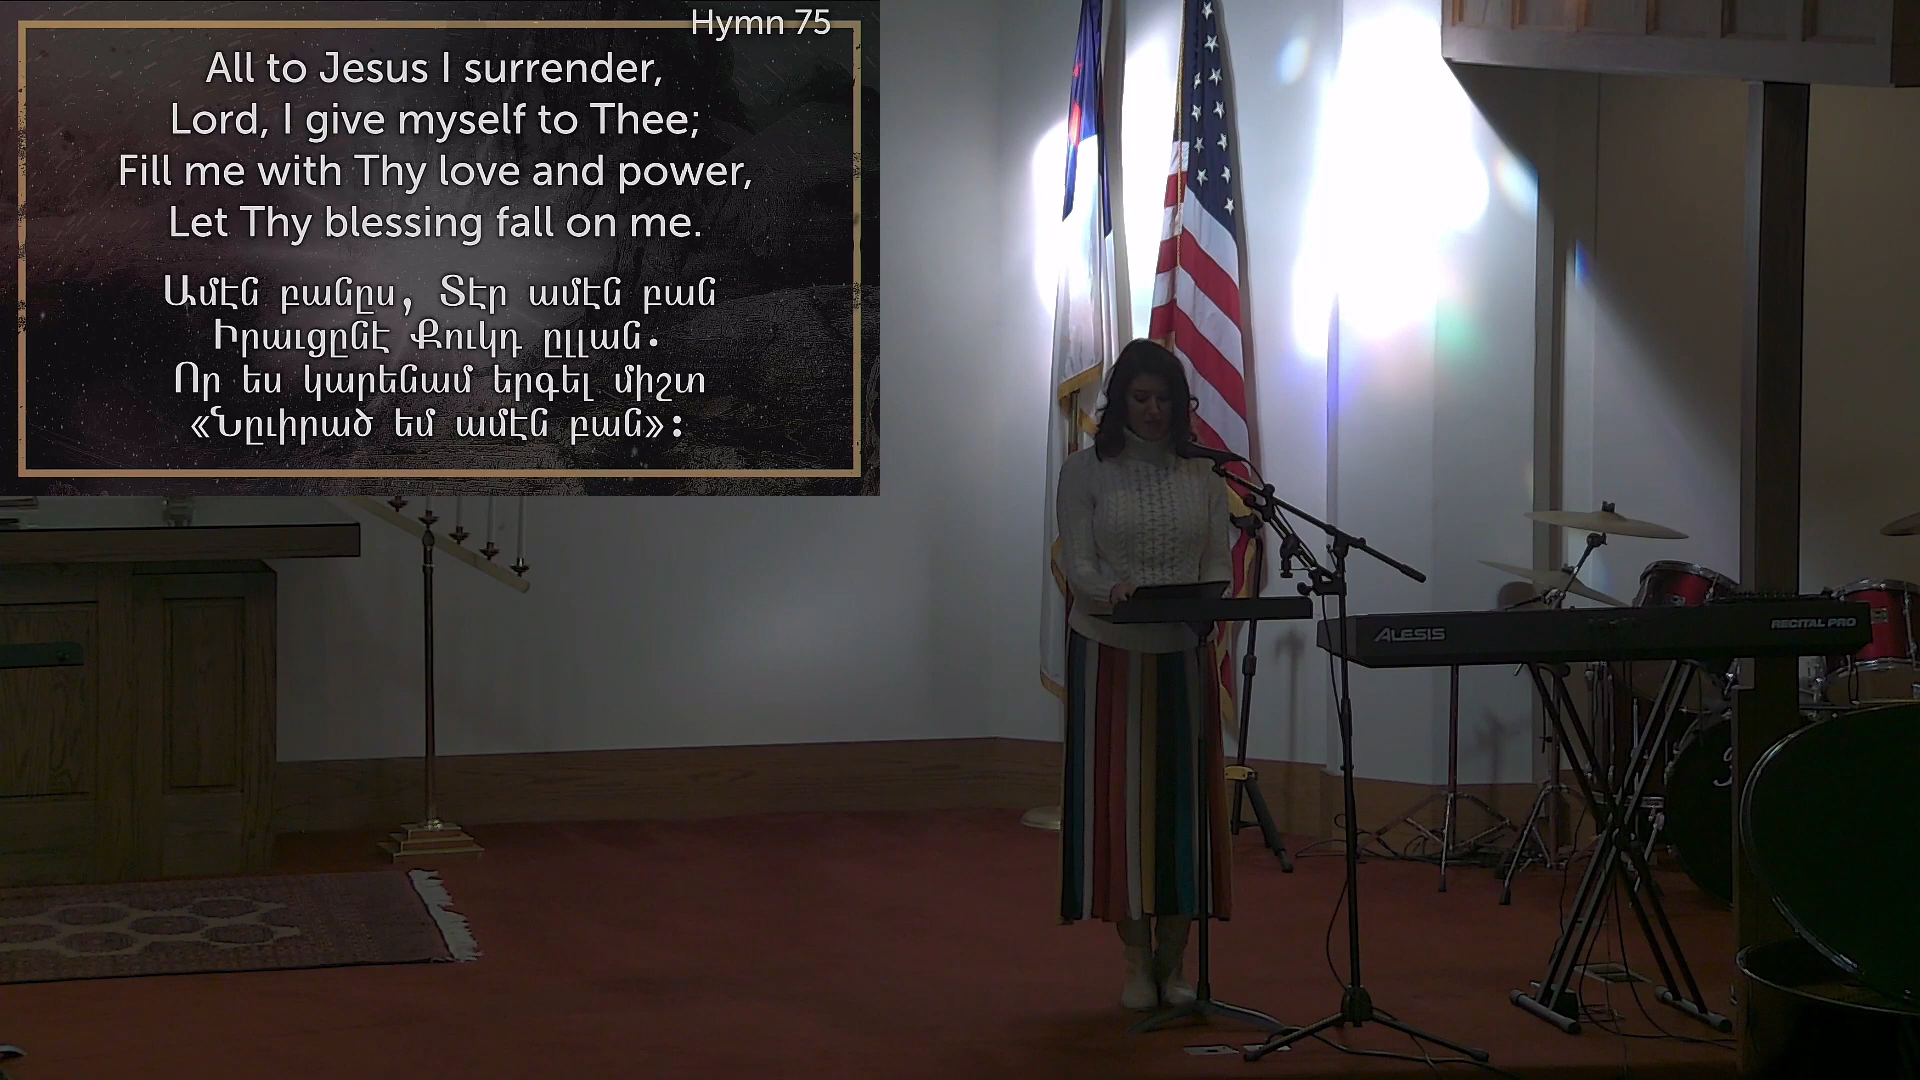 Hymn 75
All to Jesus I surrender,
Lord, I give myself to Thee;
Fill me with Thy love and power,
Let Thy blessing fall on me.
Ամէն բանըս, Տէր ամէն բան
Իրաւցընէ Քուկդ ըլլան.
Որ ես կարենամ երգել միշտ
«Նըւիրած եմ ամէն բան»:
ALESIS
RECITAL PRO